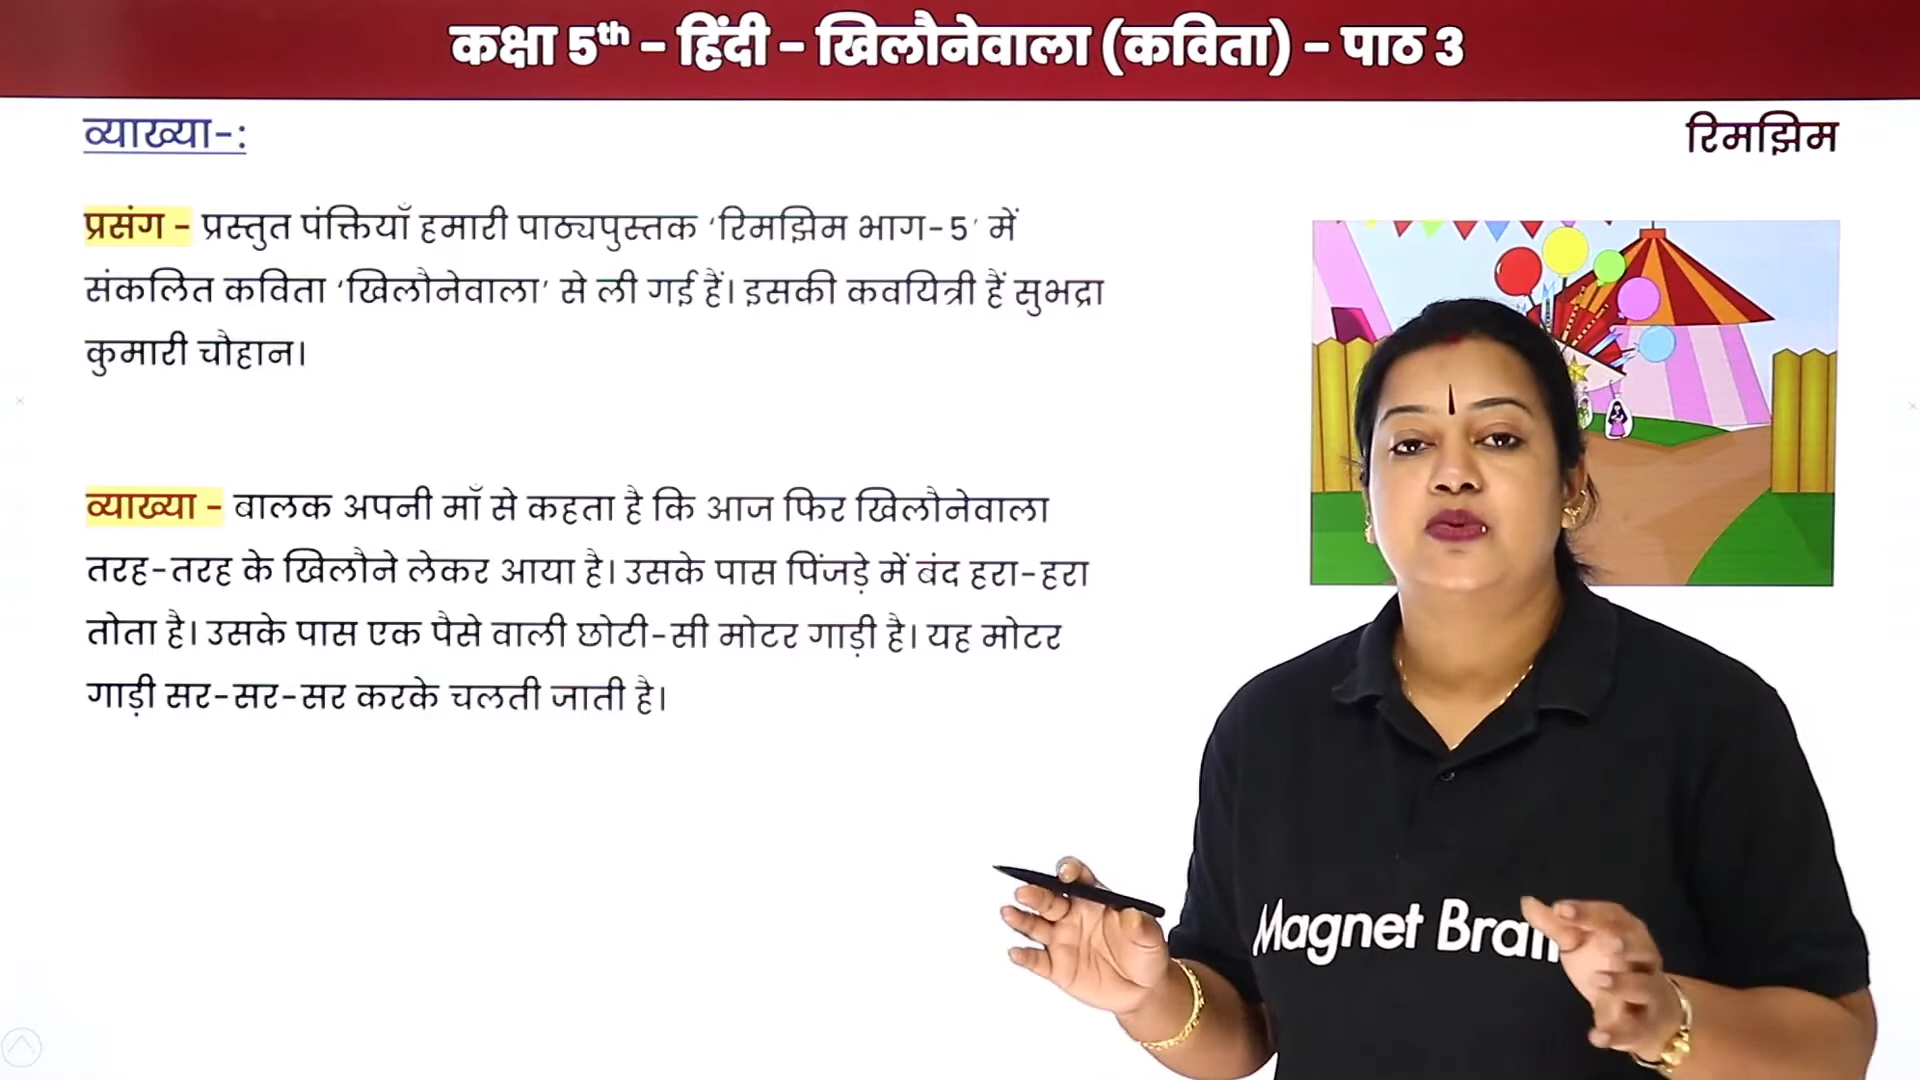 कक्षा 5th - हिंदी - खिलौनेवाला (कविता) - पाठ 3
व्याख्या-:
रिमझिम
प्रसंग - प्रस्तुत पंक्तियाँ हमारी पाठ्यपुस्तक ‘रिमझिम भाग-5’ में
संकलित कविता ‘खिलौनेवाला’ से ली गई हैं। इसकी कवयित्री हैं सुभद्रा
कुमारी चौहान।
व्याख्या - बालक अपनी माँ से कहता है कि आज फिर खिलौनेवाला
तरह-तरह के खिलौने लेकर आया है। उसके पास पिंजड़े में बंद हरा-हरा
तोता है। उसके पास एक पैसे वाली छोटी-सी मोटर गाड़ी है। यह मोटर
गाड़ी सर-सर-सर करके चलती जाती है।
Magnet